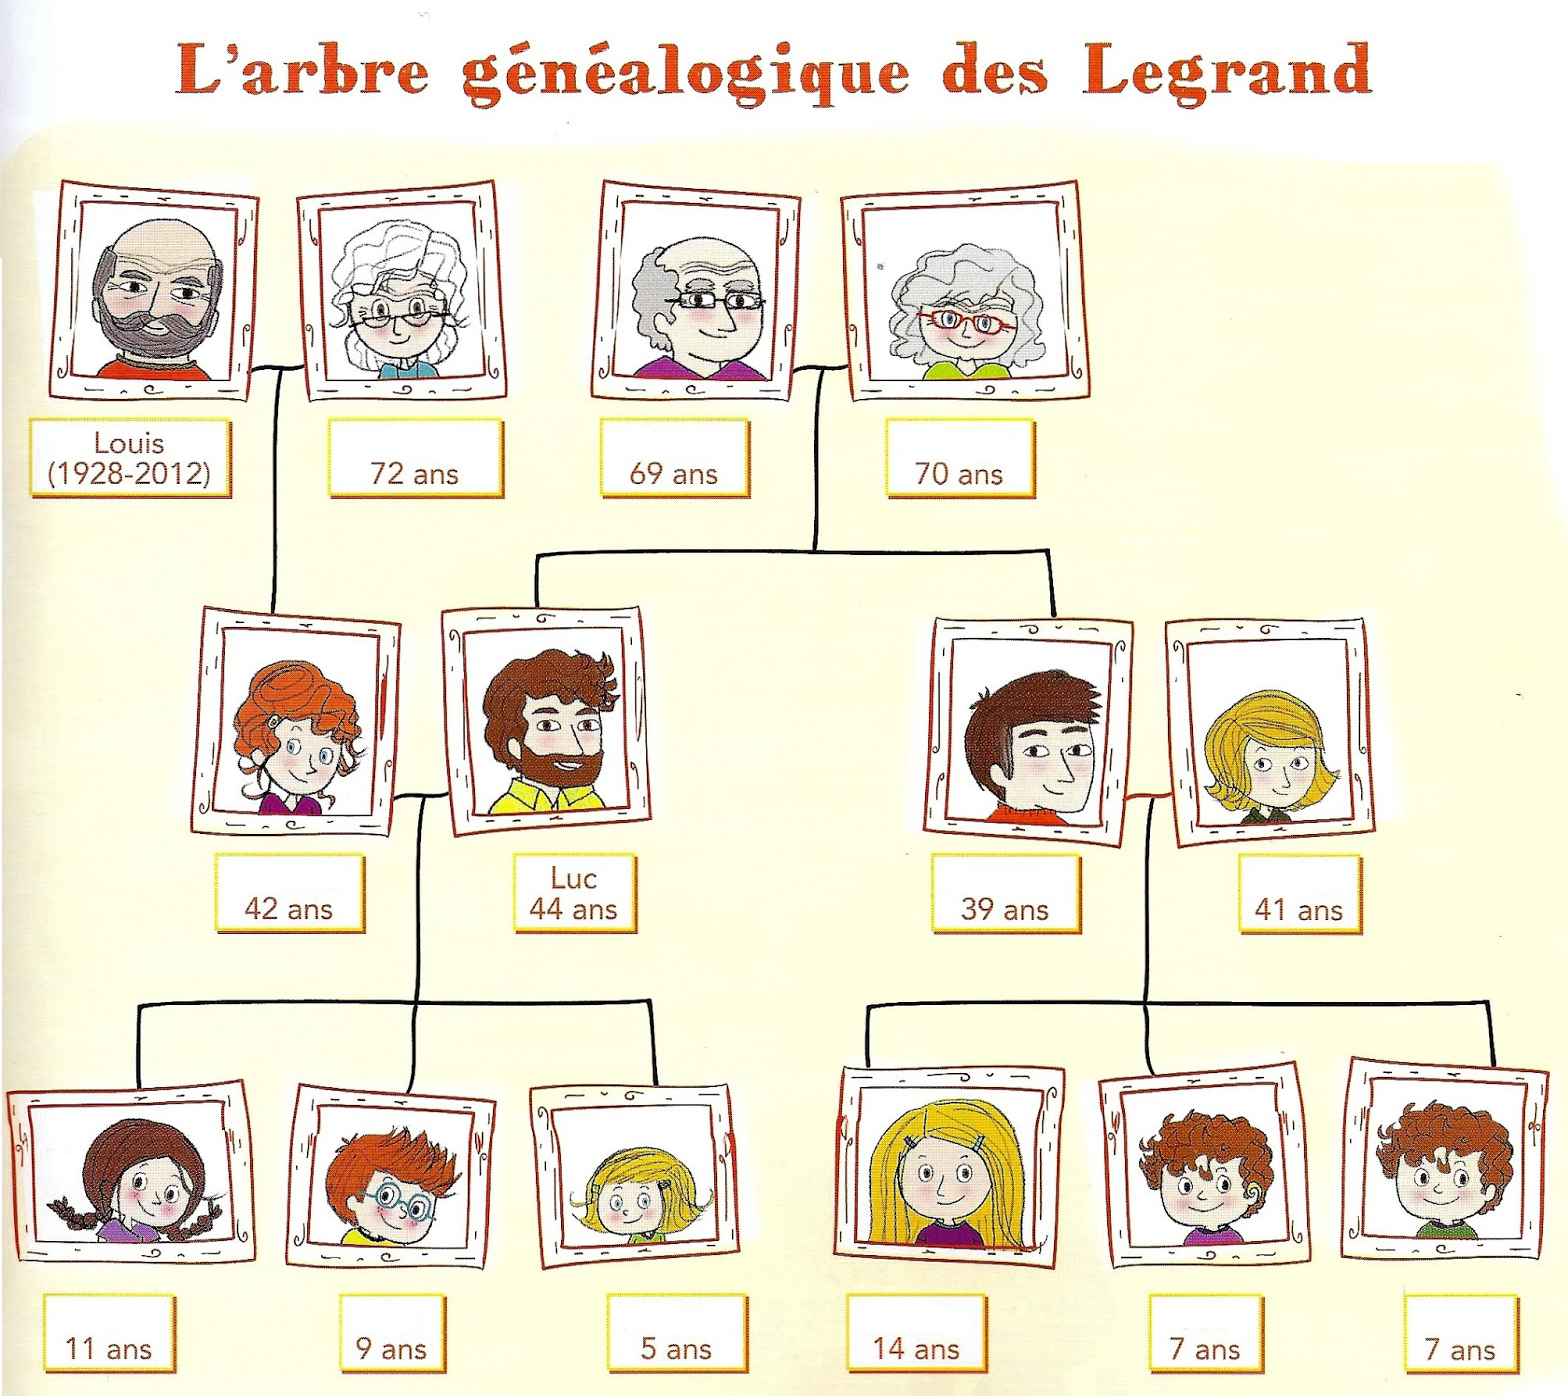 L'arbre généalogique des Legrand
Louis
(1928-2012)
72 ans
69 ans
70 ans
42 ans
Luc
44 ans
39 ans
41 ans
11 ans
9 ans
5 ans
14 ans
7 ans
7 ans